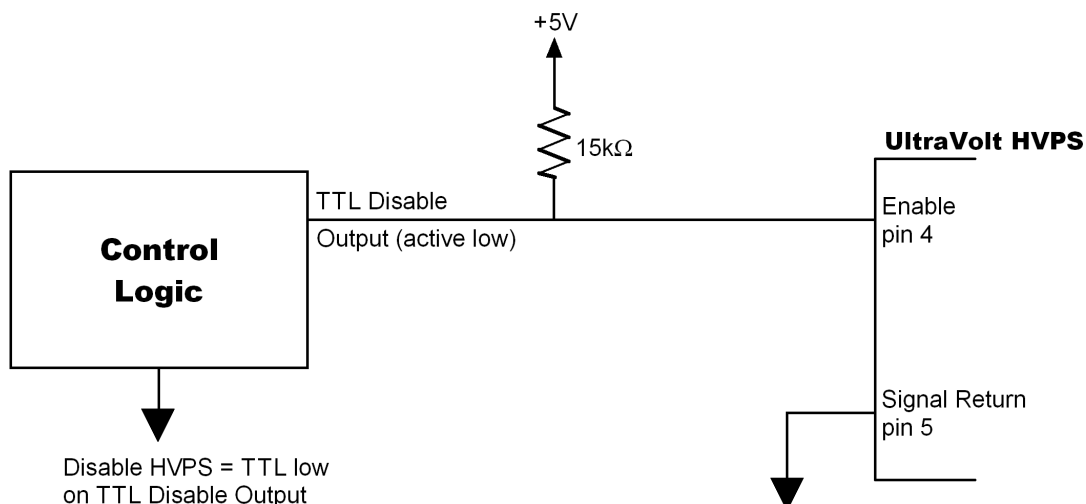 +5V
15kΩ
UltraVolt HVPS
TTL Disable
Output (active low)
Enable
pin 4
Control
Logic
Signal Return
pin 5
Disable HVPS = TTL low
on TTL Disable Output